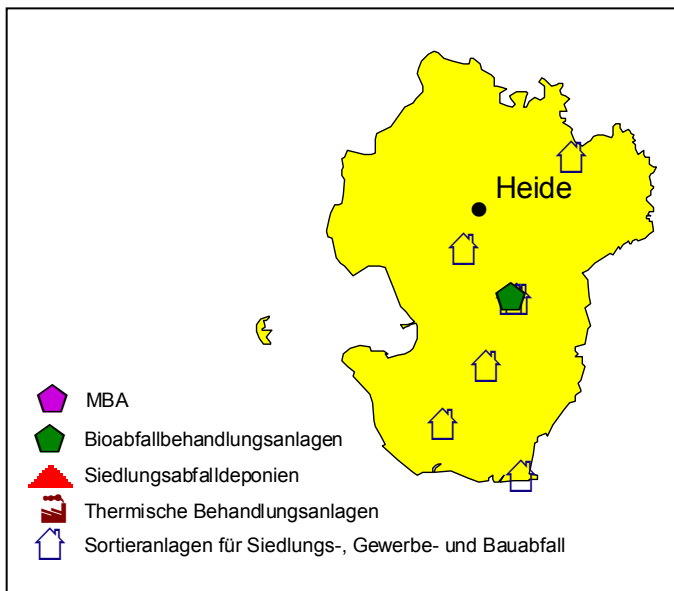 Heide
MBA
Bioabfallbehandlungsanlagen
Siedlungsabfalldeponien
Thermische Behandlungsanlagen
Sortieranlagen für Siedlungs-, Gewerbe- und Bauabfall